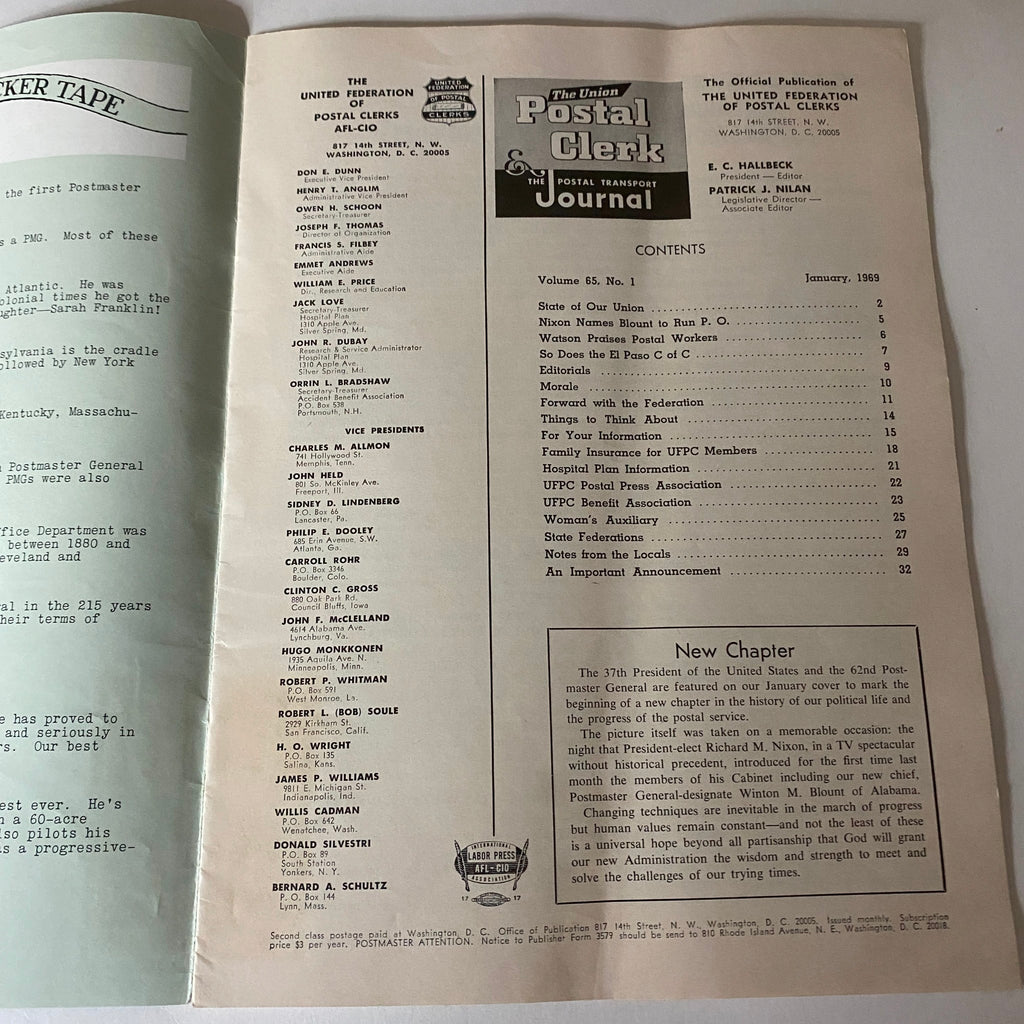 CKER TAPE
the first Postmaster
s a PMG. Most of these
Atlantic. He was
olonial times he got the
ughter—Sarah Franklin!
sylvania is the cradle
ollowed by New York
Kentucky, Massachu-
Postmaster General
PMGs were also
ffice Department was
between 1880 and
eveland and
al in the 215 years
heir terms of
e has proved to
and seriously in
rs. Our best
est ever. He's
n a 60-acre
lso pilots his
s a progressive-
THE
UNITED FEDERATION
OF
POSTAL CLERKS
AFL-CIO
UNITED
FEDERATION
OF POSTAL
CLERKS
817 14th STREET, N. W.
WASHINGTON, D. C. 20005
DON E. DUNN
Executive Vice President
HENRY T. ANGLIM
Administrative Vice President
OWEN H. SCHOON
Secretary-Treasurer
JOSEPH F. THOMAS
Director of Organization
FRANCIS S. FILBEY
Administrative Aide
EMMET ANDREWS
Executive Aide
WILLIAM E. PRICE
Dir., Research and Education
JACK LOVE
Secretary-Treasurer
Hospital Plan
1310 Apple Ave.
Silver Spring, Md.
JOHN R. DUBAY
Research & Service Administrator
Hospital Plan
1310 Apple Ave.
Silver Spring, Md.
ORRIN L. BRADSHAW
Secretary-Treasurer
Accident Benefit Association
P.O. Box 538
Portsmouth, N.H.
VICE PRESIDENTS
CHARLES M. ALLMON
741 Hollywood St.
Memphis, Tenn.
JOHN HELD
801 So. McKinley Ave.
Freeport, Ill.
SIDNEY D. LINDENBERG
P.O. Box 66
Lancaster, Pa.
PHILIP E. DOOLEY
685 Erin Avenue, S.W.
Atlanta, Ga.
CARROLL ROHR
P.O. Box 3346
Boulder, Colo.
CLINTON C. GROSS
880 Oak Park Rd.
Council Bluffs, Iowa
JOHN F. McCLELLAND
4614 Alabama Ave.
Lynchburg, Va.
HUGO MONKKONEN
1935 Aquila Ave. N.
Minneapolis, Minn.
ROBERT P. WHITMAN
P.O. Box 591
West Monroe, La.
ROBERT L. (BOB) SOULE
2929 Kirkham St.
San Francisco, Calif.
H. O. WRIGHT
P.O. Box 135
Salina, Kans.
JAMES P. WILLIAMS
9811 E. Michigan St.
Indianapolis, Ind.
WILLIS CADMAN
P.O. Box 642
Wenatchee, Wash.
DONALD SILVESTRI
P.O. Box 89
South Station
Yonkers, N. Y.
BERNARD A. SCHULTZ
P. O. Box 144
Lynn, Mass.
INTERNATIONAL
LABOR PRESS
AFL-CIO
ASSOCIATION
17 17
The Union
Postal
Clerk
& THE POSTAL TRANSPORT
Journal
The Official Publication of
THE UNITED FEDERATION
OF POSTAL CLERKS
817 14th STREET, N. W.
WASHINGTON, D. C. 20005
E. C. HALLBECK
President — Editor
PATRICK J. NILAN
Legislative Director —
Associate Editor
CONTENTS
Volume 65, No. 1 January, 1969
State of Our Union 2
Nixon Names Blount to Run P. O. 5
Watson Praises Postal Workers 6
So Does the El Paso C of C 7
Editorials 9
Morale 10
Forward with the Federation 11
Things to Think About 14
For Your Information 15
Family Insurance for UFPC Members 18
Hospital Plan Information 21
UFPC Postal Press Association 22
UFPC Benefit Association 23
Woman's Auxiliary 25
State Federations 27
Notes from the Locals 29
An Important Announcement 32
New Chapter
The 37th President of the United States and the 62nd Post-
master General are featured on our January cover to mark the
beginning of a new chapter in the history of our political life and
the progress of the postal service.
The picture itself was taken on a memorable occasion: the
night that President-elect Richard M. Nixon, in a TV spectacular
without historical precedent, introduced for the first time last
month the members of his Cabinet including our new chief,
Postmaster General-designate Winton M. Blount of Alabama.
Changing techniques are inevitable in the march of progress
but human values remain constant—and not the least of these
is a universal hope beyond all partisanship that God will grant
our new Administration the wisdom and strength to meet and
solve the challenges of our trying times.
Second class postage paid at Washington, D. C. Office of Publication 817 14th Street, N. W., Washington, D. C. 20005. Issued monthly. Subscription
price $3 per year. POSTMASTER ATTENTION. Notice to Publisher Form 3579 should be send to 810 Rhode Island Avenue, N. E., Washington, D. C. 20018.